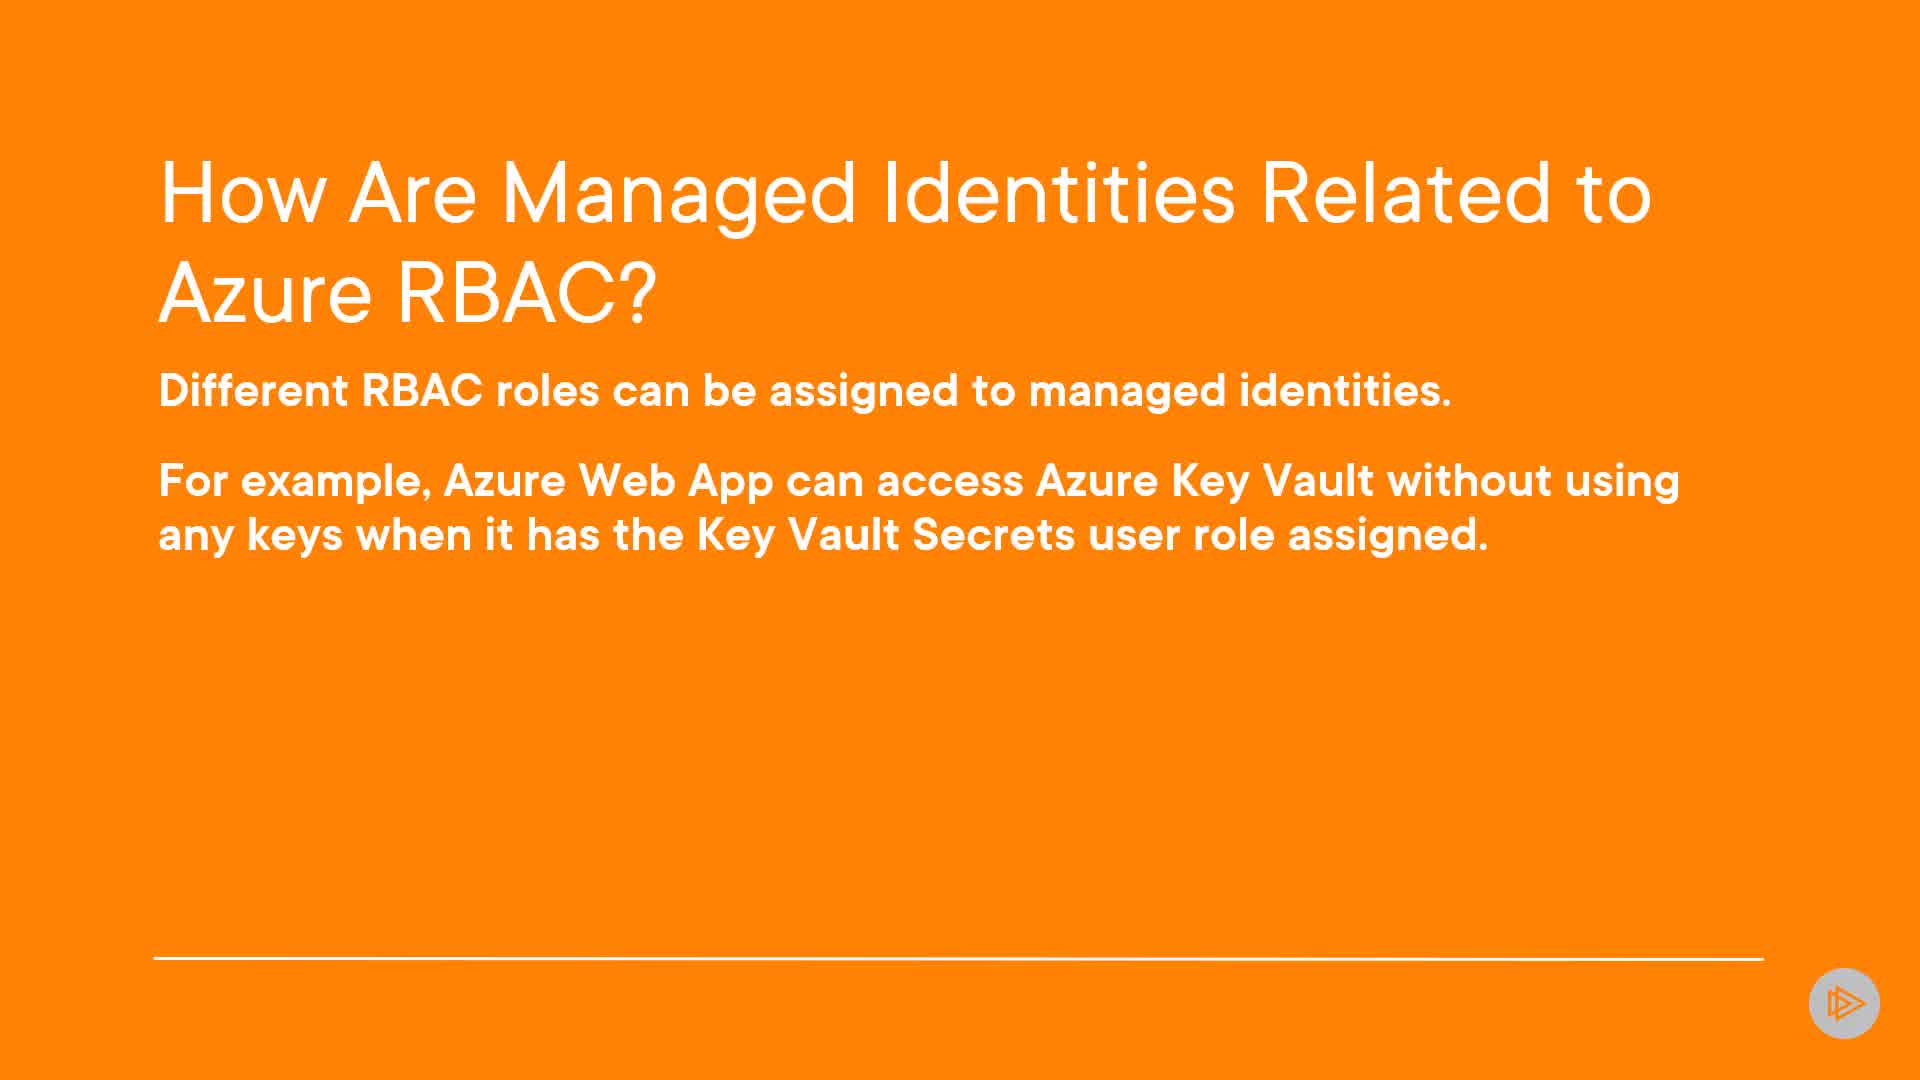 How Are Managed Identities Related to
Azure RBAC?
Different RBAC roles can be assigned to managed identities.
For example, Azure Web App can access Azure Key Vault without using
any keys when it has the Key Vault Secrets user role assigned.